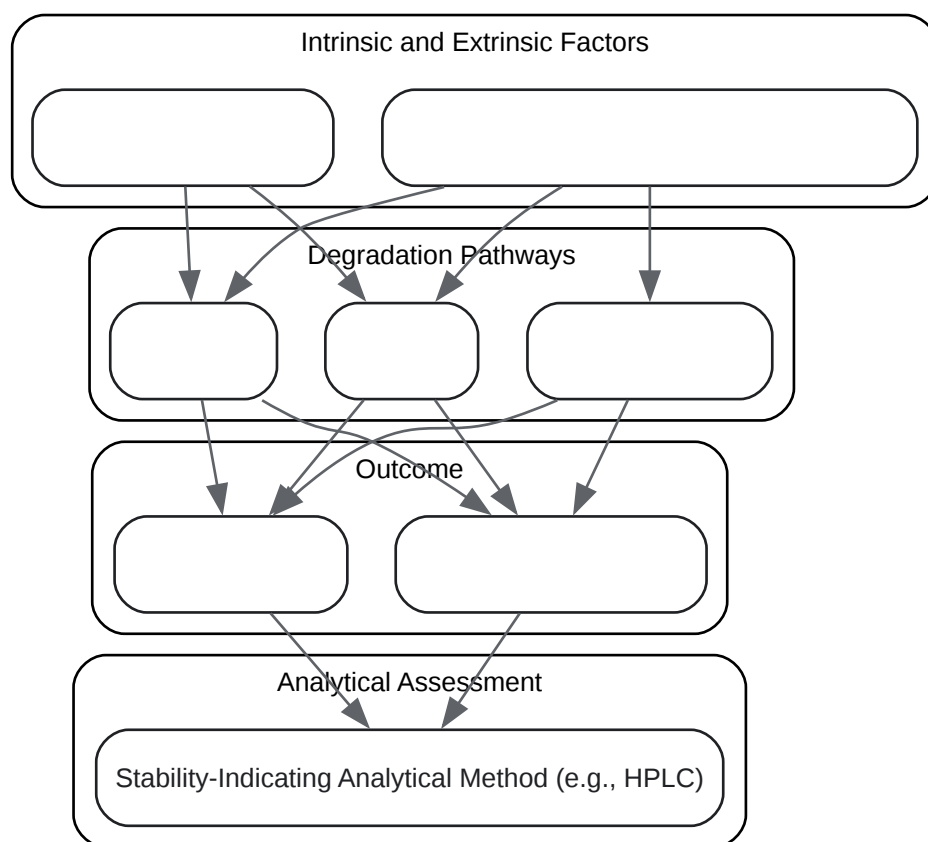 Intrinsic and Extrinsic Factors
Degradation Pathways
Outcome
Analytical Assessment
Stability-Indicating Analytical Method (e.g., HPLC)